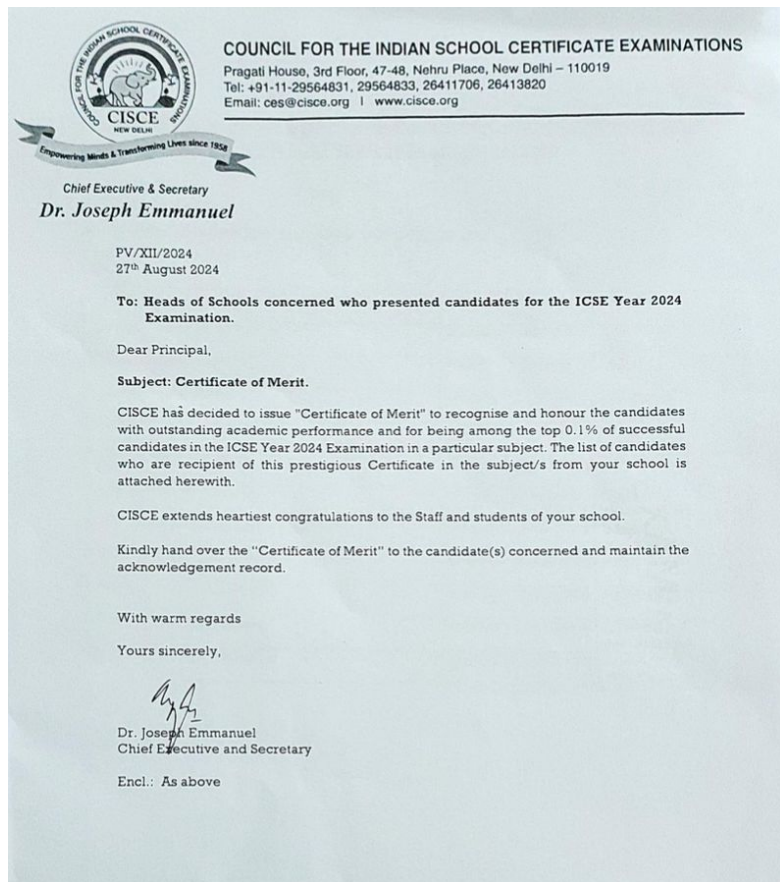 COUNCIL FOR THE INDIAN SCHOOL CERTIFICATE EXAMINATIONS
CISCE
NEW DELHI
Empowering Minds & Transforming Lives since 1958
COUNCIL FOR THE INDIAN SCHOOL CERTIFICATE EXAMINATIONS
Pragati House, 3rd Floor, 47-48, Nehru Place, New Delhi – 110019
Tel: +91-11-29564831, 29564833, 26411706, 26413820
Email: ces@cisce.org | www.cisce.org
Chief Executive & Secretary
Dr. Joseph Emmanuel
PV/XII/2024
27th August 2024
To: Heads of Schools concerned who presented candidates for the ICSE Year 2024
Examination.
Dear Principal,
Subject: Certificate of Merit.
CISCE has decided to issue "Certificate of Merit" to recognise and honour the candidates
with outstanding academic performance and for being among the top 0.1% of successful
candidates in the ICSE Year 2024 Examination in a particular subject. The list of candidates
who are recipient of this prestigious Certificate in the subject/s from your school is
attached herewith.
CISCE extends heartiest congratulations to the Staff and students of your school.
Kindly hand over the "Certificate of Merit" to the candidate(s) concerned and maintain the
acknowledgement record.
With warm regards
Yours sincerely,
Dr. Joseph Emmanuel
Chief Executive and Secretary
Encl.: As above